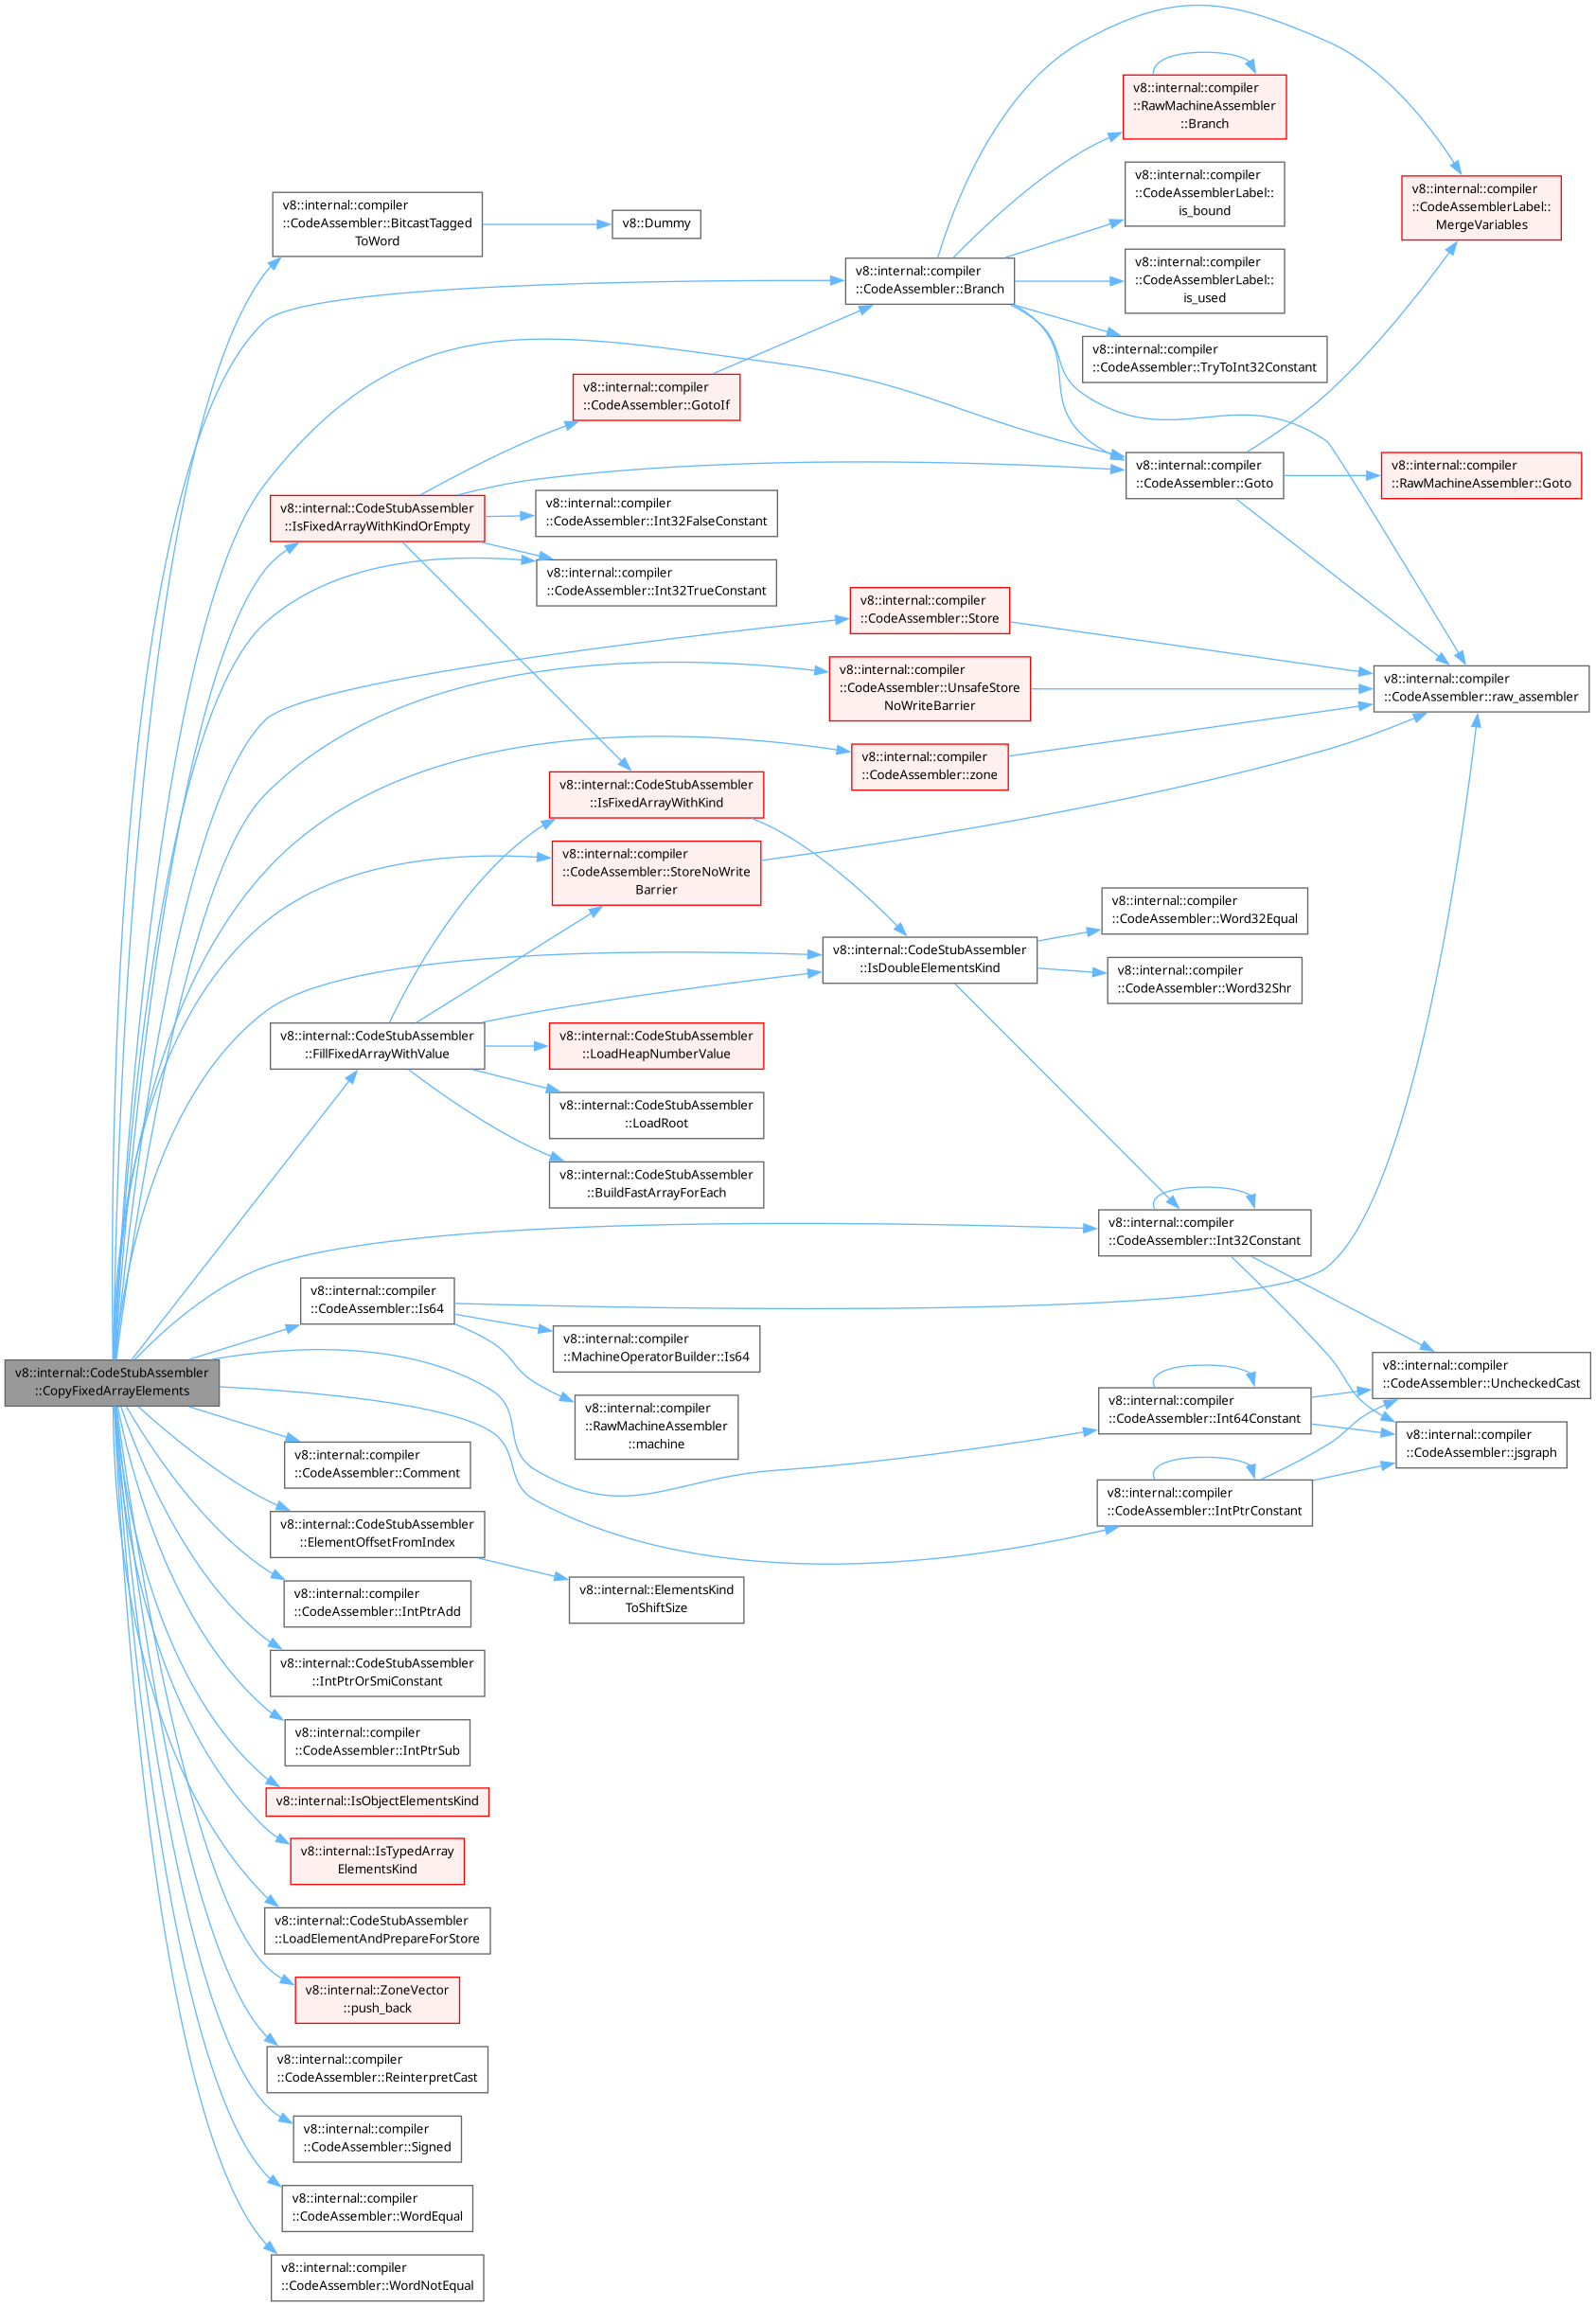 v8::internal::compiler
::RawMachineAssembler
::Branch
v8::internal::compiler
::CodeAssemblerLabel::
is_bound
v8::internal::compiler
::CodeAssemblerLabel::
MergeVariables
v8::internal::compiler
::CodeAssembler::BitcastTagged
ToWord
v8::Dummy
v8::internal::compiler
::CodeAssembler::Branch
v8::internal::compiler
::CodeAssemblerLabel::
is_used
v8::internal::compiler
::CodeAssembler::TryToInt32Constant
v8::internal::compiler
::CodeAssembler::GotoIf
v8::internal::compiler
::CodeAssembler::Goto
v8::internal::compiler
::RawMachineAssembler::Goto
v8::internal::CodeStubAssembler
::IsFixedArrayWithKindOrEmpty
v8::internal::compiler
::CodeAssembler::Int32FalseConstant
v8::internal::compiler
::CodeAssembler::Int32TrueConstant
v8::internal::compiler
::CodeAssembler::Store
v8::internal::compiler
::CodeAssembler::UnsafeStore
NoWriteBarrier
v8::internal::compiler
::CodeAssembler::raw_assembler
v8::internal::compiler
::CodeAssembler::zone
v8::internal::CodeStubAssembler
::IsFixedArrayWithKind
v8::internal::compiler
::CodeAssembler::StoreNoWrite
Barrier
v8::internal::compiler
::CodeAssembler::Word32Equal
v8::internal::CodeStubAssembler
::IsDoubleElementsKind
v8::internal::compiler
::CodeAssembler::Word32Shr
v8::internal::CodeStubAssembler
::FillFixedArrayWithValue
v8::internal::CodeStubAssembler
::LoadHeapNumberValue
v8::internal::CodeStubAssembler
::LoadRoot
v8::internal::CodeStubAssembler
::BuildFastArrayForEach
v8::internal::compiler
::CodeAssembler::Int32Constant
v8::internal::compiler
::CodeAssembler::Is64
v8::internal::compiler
::MachineOperatorBuilder::Is64
v8::internal::CodeStubAssembler
::CopyFixedArrayElements
v8::internal::compiler
::CodeAssembler::UncheckedCast
v8::internal::compiler
::RawMachineAssembler
::machine
v8::internal::compiler
::CodeAssembler::Int64Constant
v8::internal::compiler
::CodeAssembler::jsgraph
v8::internal::compiler
::CodeAssembler::Comment
v8::internal::compiler
::CodeAssembler::IntPtrConstant
v8::internal::CodeStubAssembler
::ElementOffsetFromIndex
v8::internal::ElementsKind
ToShiftSize
v8::internal::compiler
::CodeAssembler::IntPtrAdd
v8::internal::CodeStubAssembler
::IntPtrOrSmiConstant
v8::internal::compiler
::CodeAssembler::IntPtrSub
v8::internal::IsObjectElementsKind
v8::internal::IsTypedArray
ElementsKind
v8::internal::CodeStubAssembler
::LoadElementAndPrepareForStore
v8::internal::ZoneVector
::push_back
v8::internal::compiler
::CodeAssembler::ReinterpretCast
v8::internal::compiler
::CodeAssembler::Signed
v8::internal::compiler
::CodeAssembler::WordEqual
v8::internal::compiler
::CodeAssembler::WordNotEqual